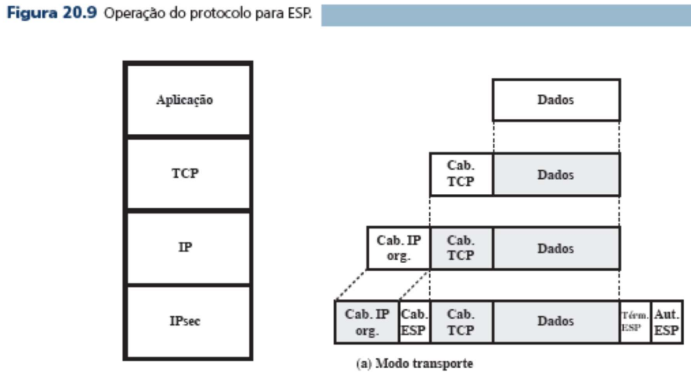 Figura 20.9 Operação do protocolo para ESP.
Aplicação
TCP
IP
IPsec
Dados
Cab.
TCP
Dados
Cab. IP
org.
Cab.
TCP
Dados
Cab. IP
org.
Cab.
ESP
Cab.
TCP
Dados
Térm.
ESP
Aut.
ESP
(a) Modo transporte